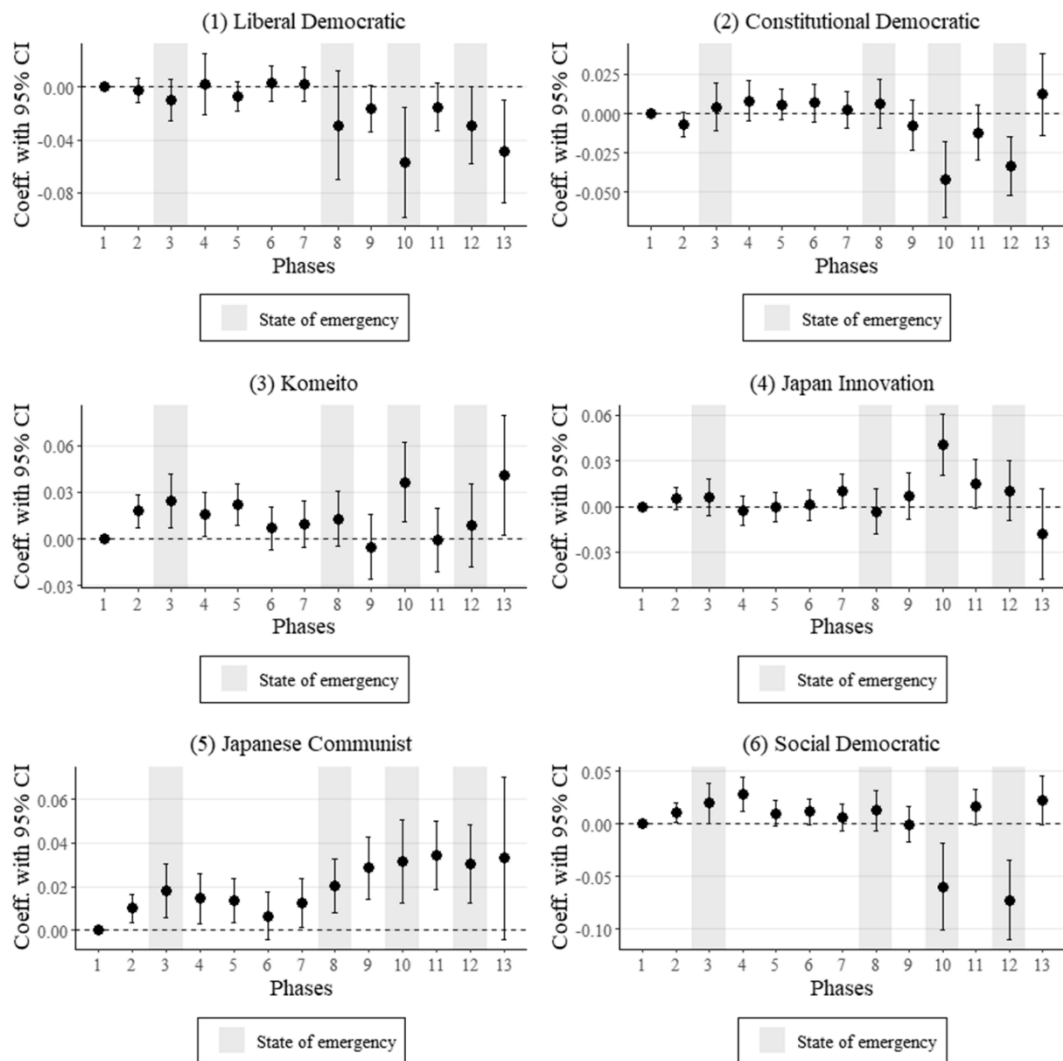 (1) Liberal Democratic
Coeff. with 95% CI
0.00
-0.04
-0.08
1 2 3 4 5 6 7 8 9 10 11 12 13
Phases
State of emergency
(2) Constitutional Democratic
Coeff. with 95% CI
0.025
0.000
-0.025
-0.050
1 2 3 4 5 6 7 8 9 10 11 12 13
Phases
State of emergency
(3) Komeito
Coeff. with 95% CI
0.06
0.03
0.00
-0.03
1 2 3 4 5 6 7 8 9 10 11 12 13
Phases
State of emergency
(4) Japan Innovation
Coeff. with 95% CI
0.06
0.03
0.00
-0.03
1 2 3 4 5 6 7 8 9 10 11 12 13
Phases
State of emergency
(5) Japanese Communist
Coeff. with 95% CI
0.06
0.04
0.02
0.00
1 2 3 4 5 6 7 8 9 10 11 12 13
Phases
State of emergency
(6) Social Democratic
Coeff. with 95% CI
0.05
0.00
-0.05
-0.10
1 2 3 4 5 6 7 8 9 10 11 12 13
Phases
State of emergency